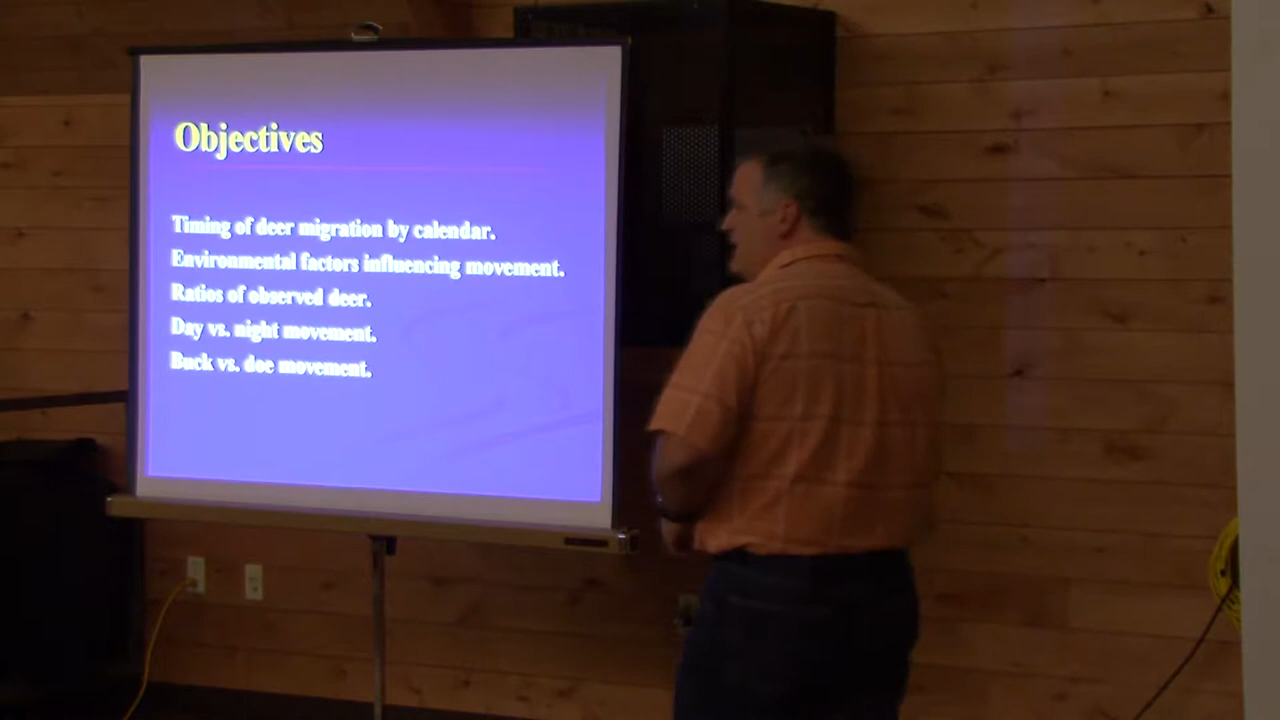 Objectives
Timing of deer migration by calendar.
Environmental factors influencing movement.
Ratios of observed deer.
Day vs. night movement.
Buck vs. doe movement.